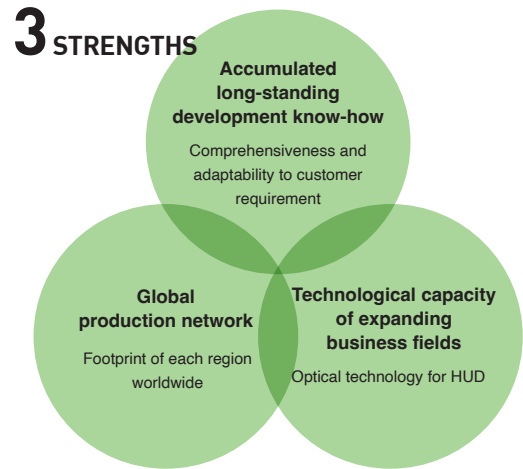 3 STRENGTHS
Accumulated
long-standing
development know-how
Comprehensiveness and
adaptability to customer
requirement
Global
production network
Footprint of each region
worldwide
Technological capacity
of expanding
business fields
Optical technology for HUD